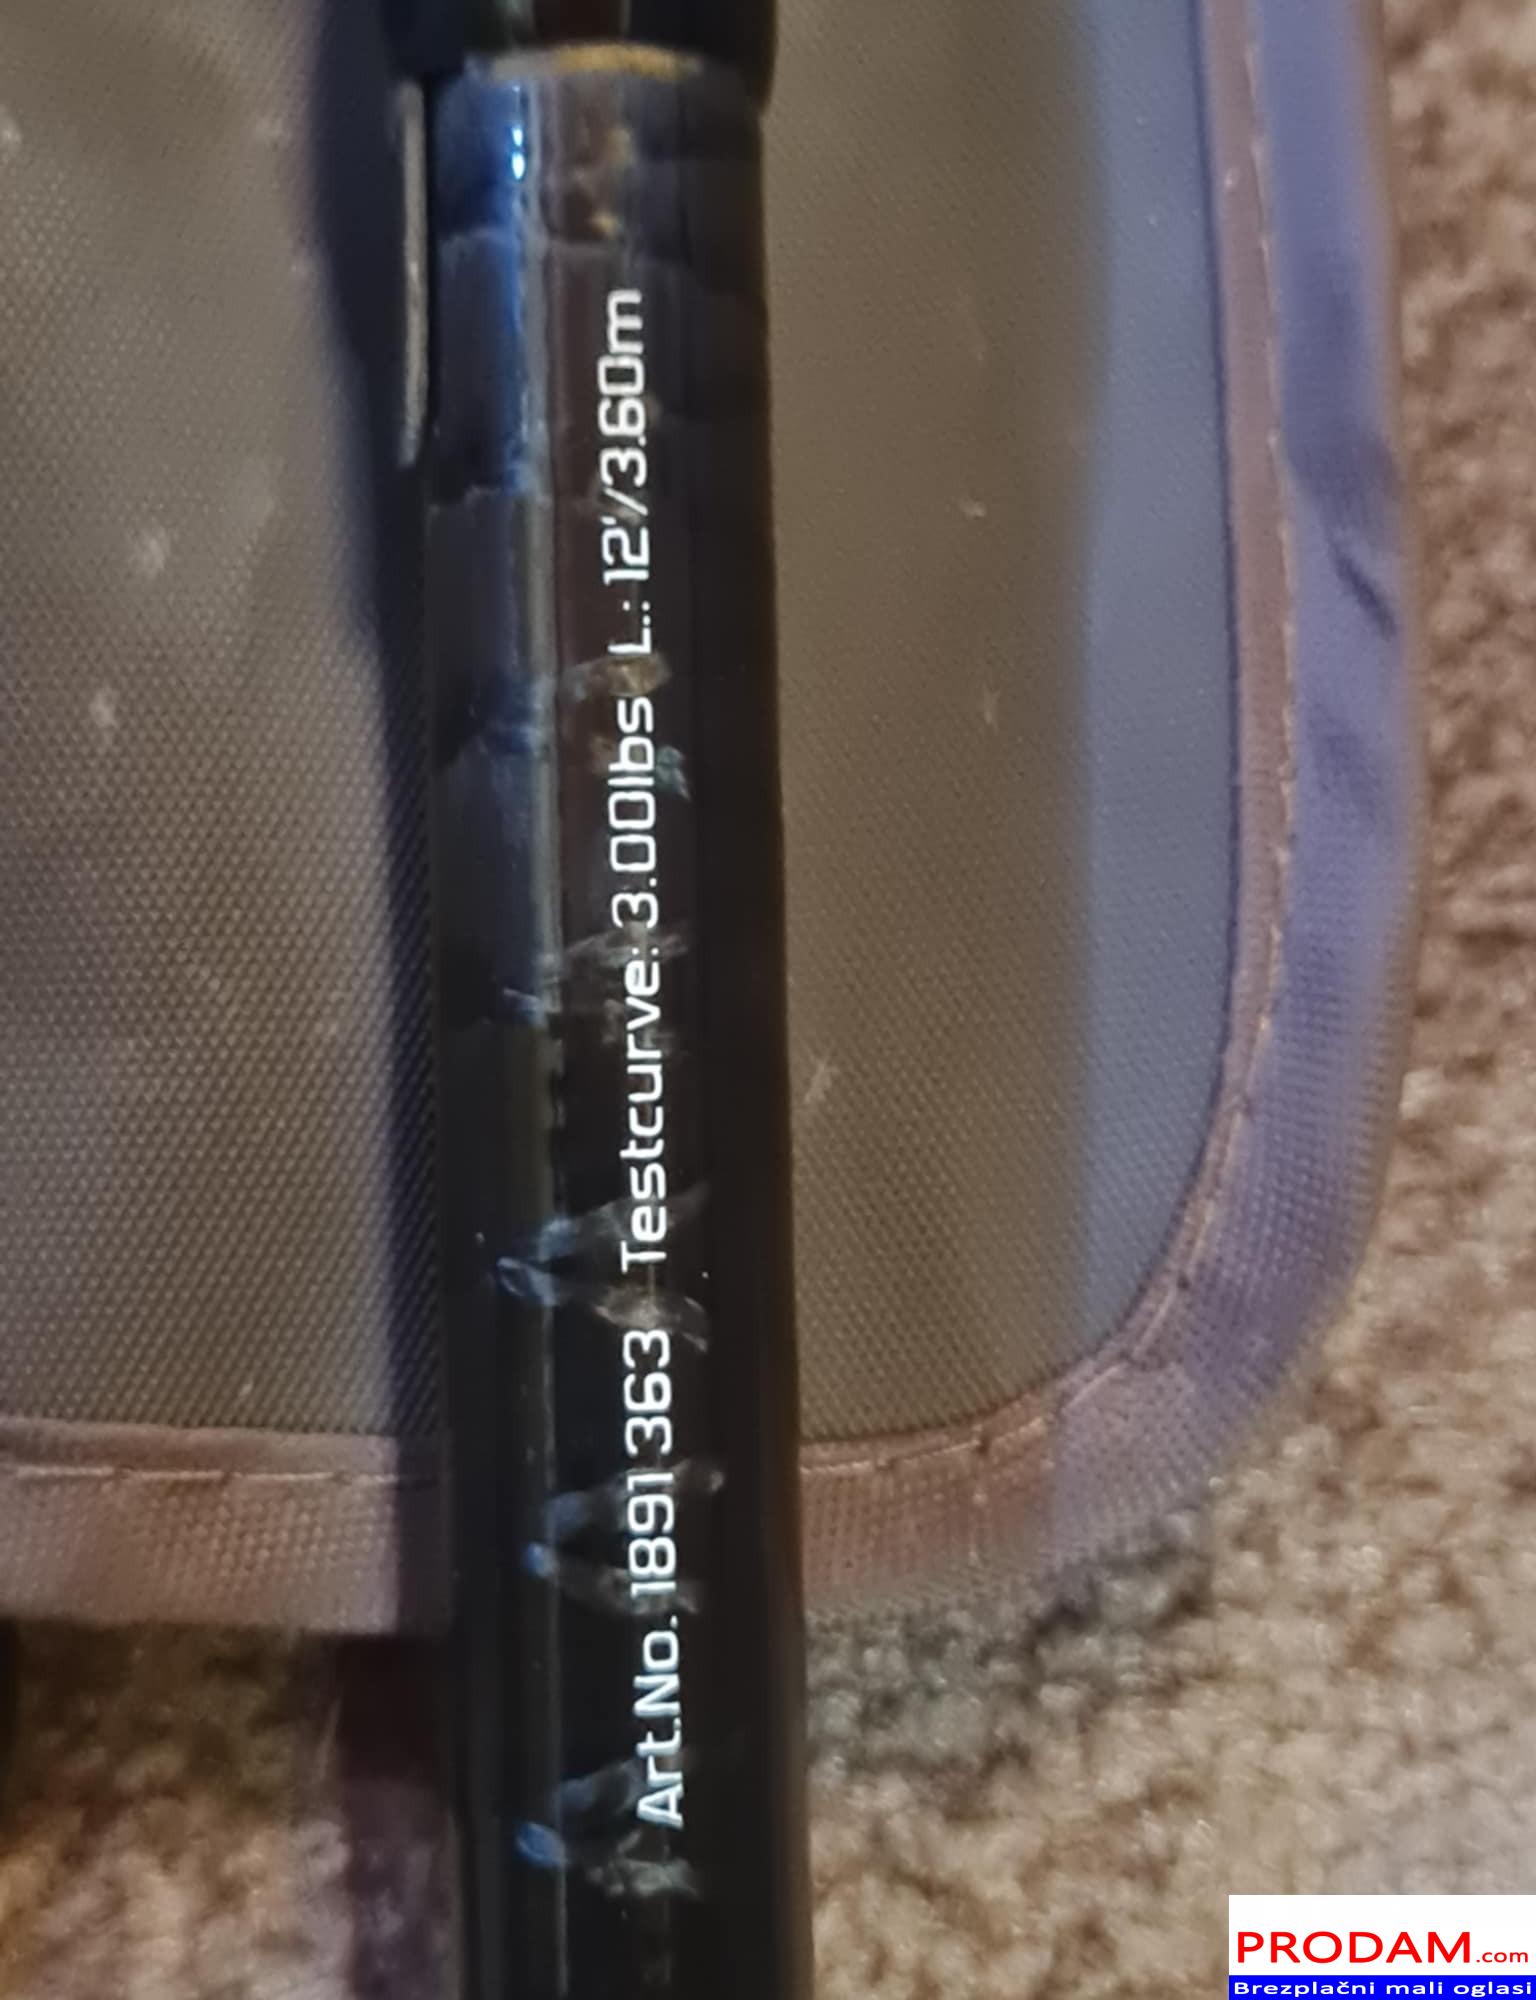 Art.No. 1891 363 Testcurve: 3.00lbs L.: 12'/3.60m
PRODAM.com
Brezplačni mali oglasi